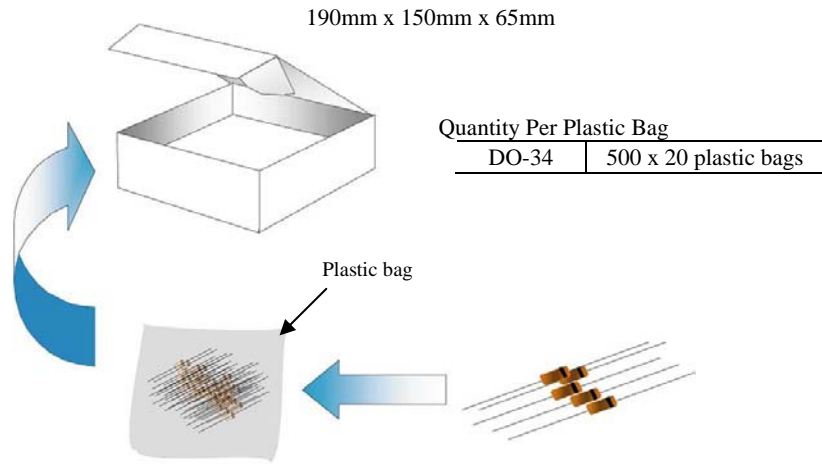 190mm x 150mm x 65mm
Quantity Per Plastic Bag
DO-34 500 x 20 plastic bags
Plastic bag